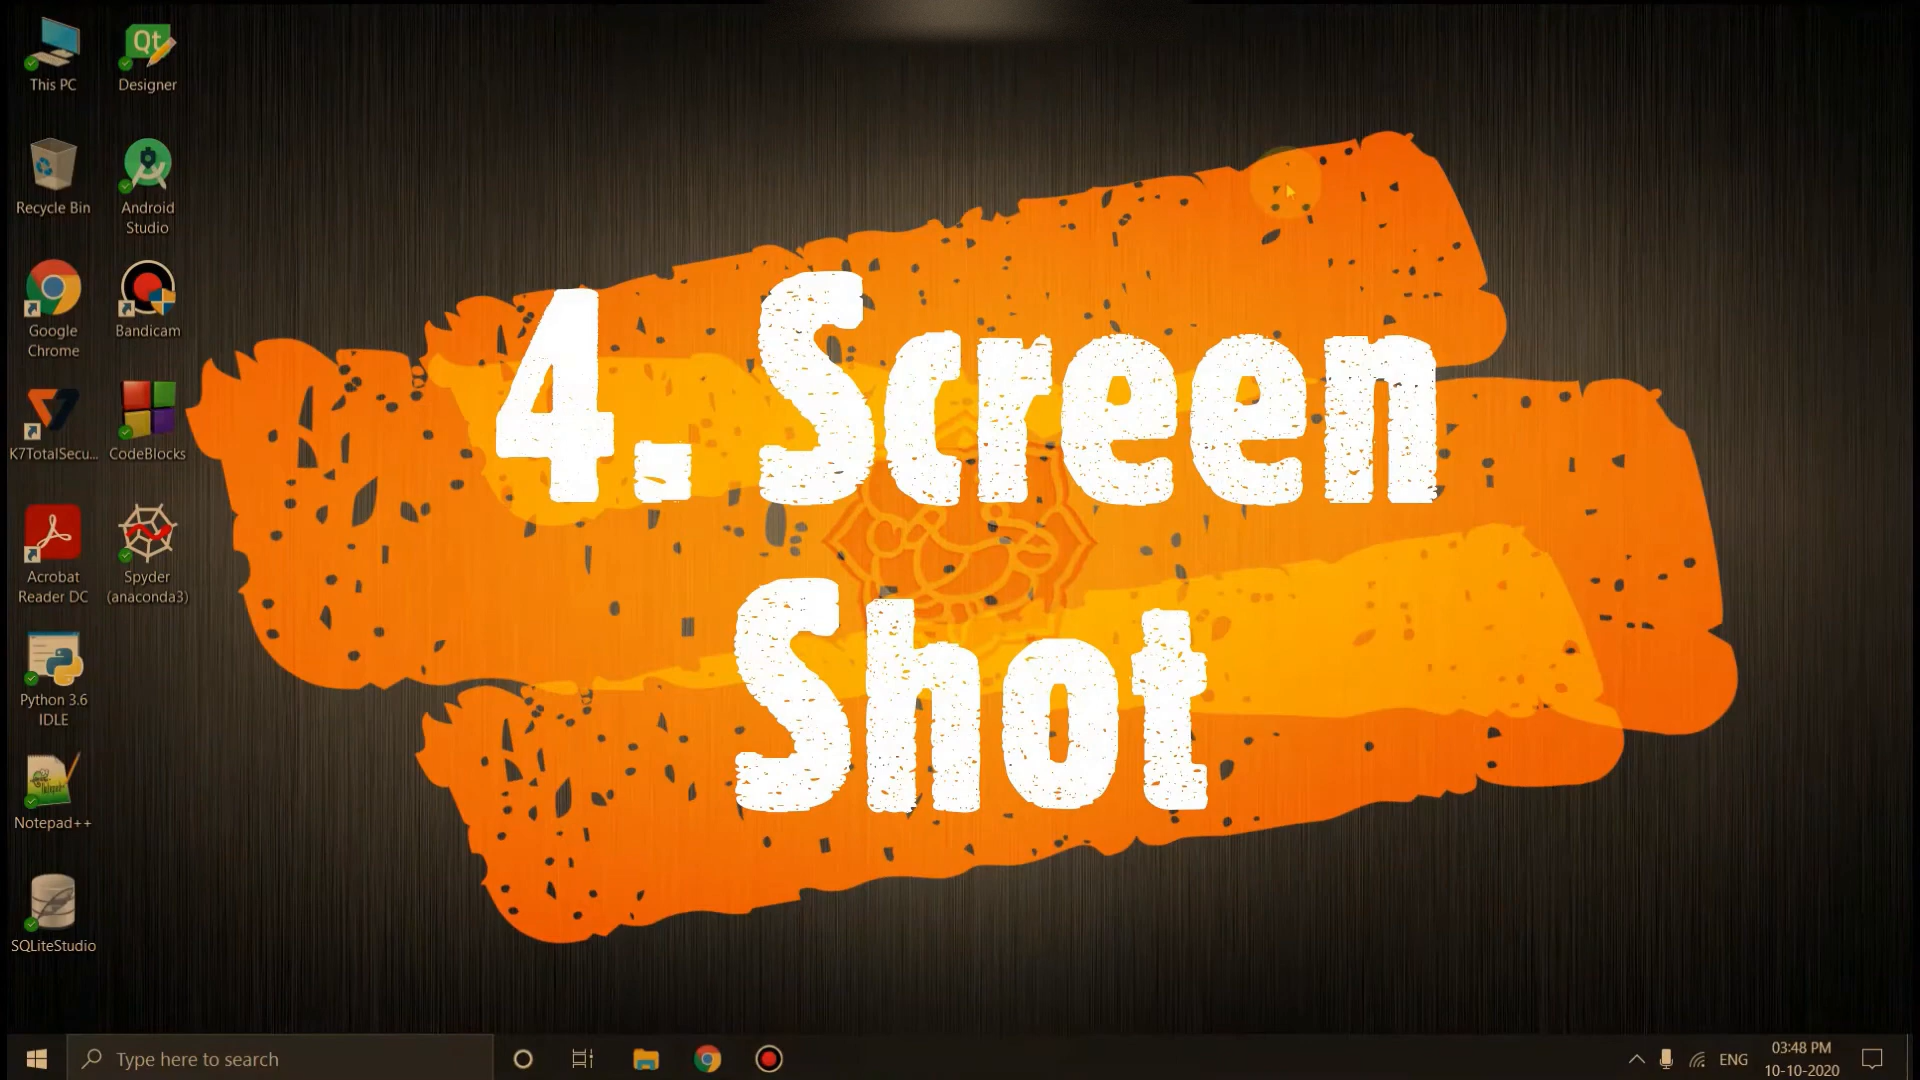 This PC
Qt
Designer
Recycle Bin
Android
Studio
Google
Chrome
Bandicam
K7TotalSecu...
CodeBlocks
Acrobat
Reader DC
Spyder
(anaconda3)
Python 3.6
IDLE
Notepad++
SQLiteStudio
4.Screen
Shot
Type here to search
ENG
03:48 PM
10-10-2020